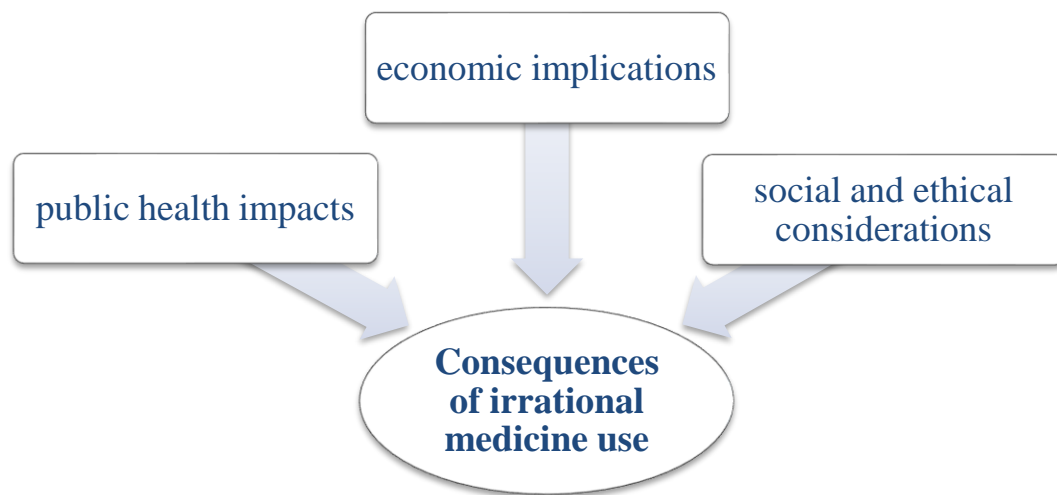 economic implications
public health impacts
social and ethical
considerations
Consequences
of irrational
medicine use